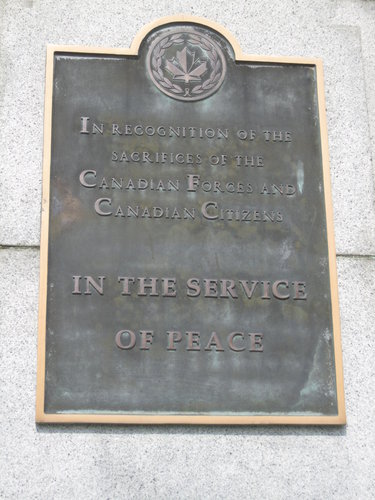 In recognition of the
sacrifices of the
Canadian Forces and
Canadian Citizens
IN THE SERVICE
OF PEACE